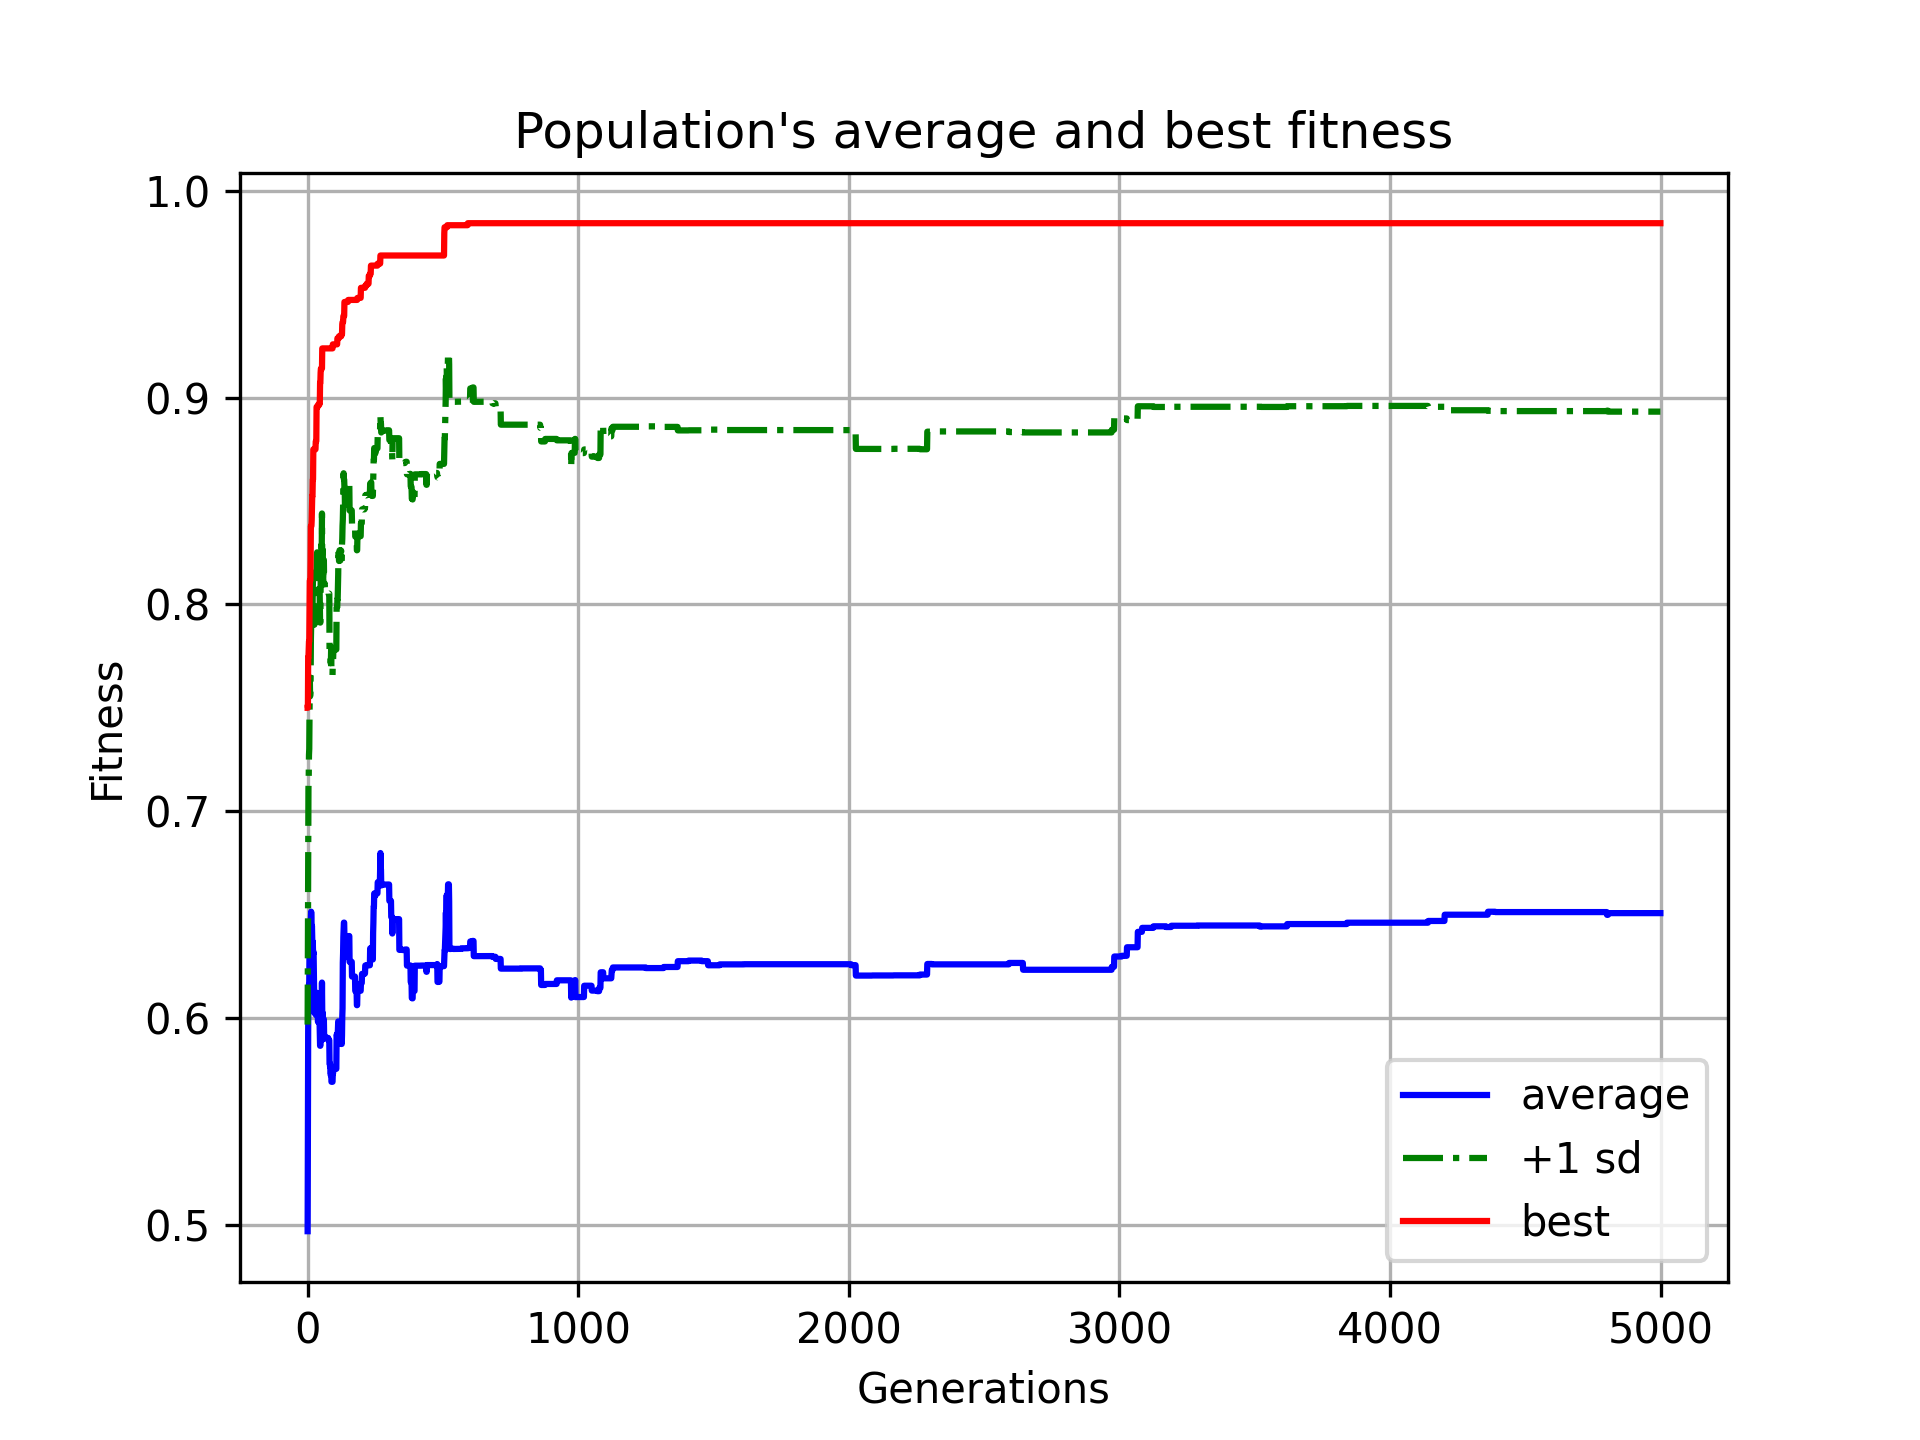 Population's average and best fitness
1.0
0.9
0.8
0.7
0.6
0.5
Fitness
average
+1 sd
best
0 1000 2000 3000 4000 5000
Generations